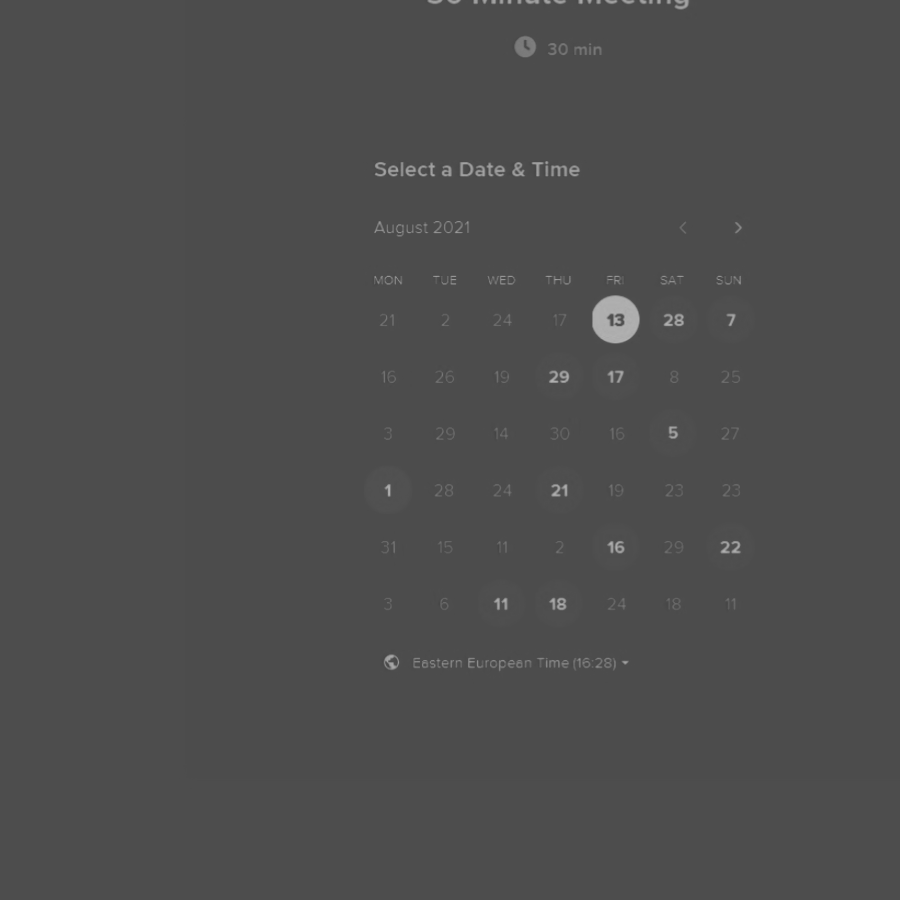 30 Minute Meeting
30 min
Select a Date & Time
August 2021
MON TUE WED THU FRI SAT SUN
21 2 24 17 13 28 7
16 26 19 29 17 8 25
3 29 14 30 16 5 27
1 28 24 21 19 23 23
31 15 11 2 16 29 22
3 6 11 18 24 18 11
Eastern European Time (16:28)